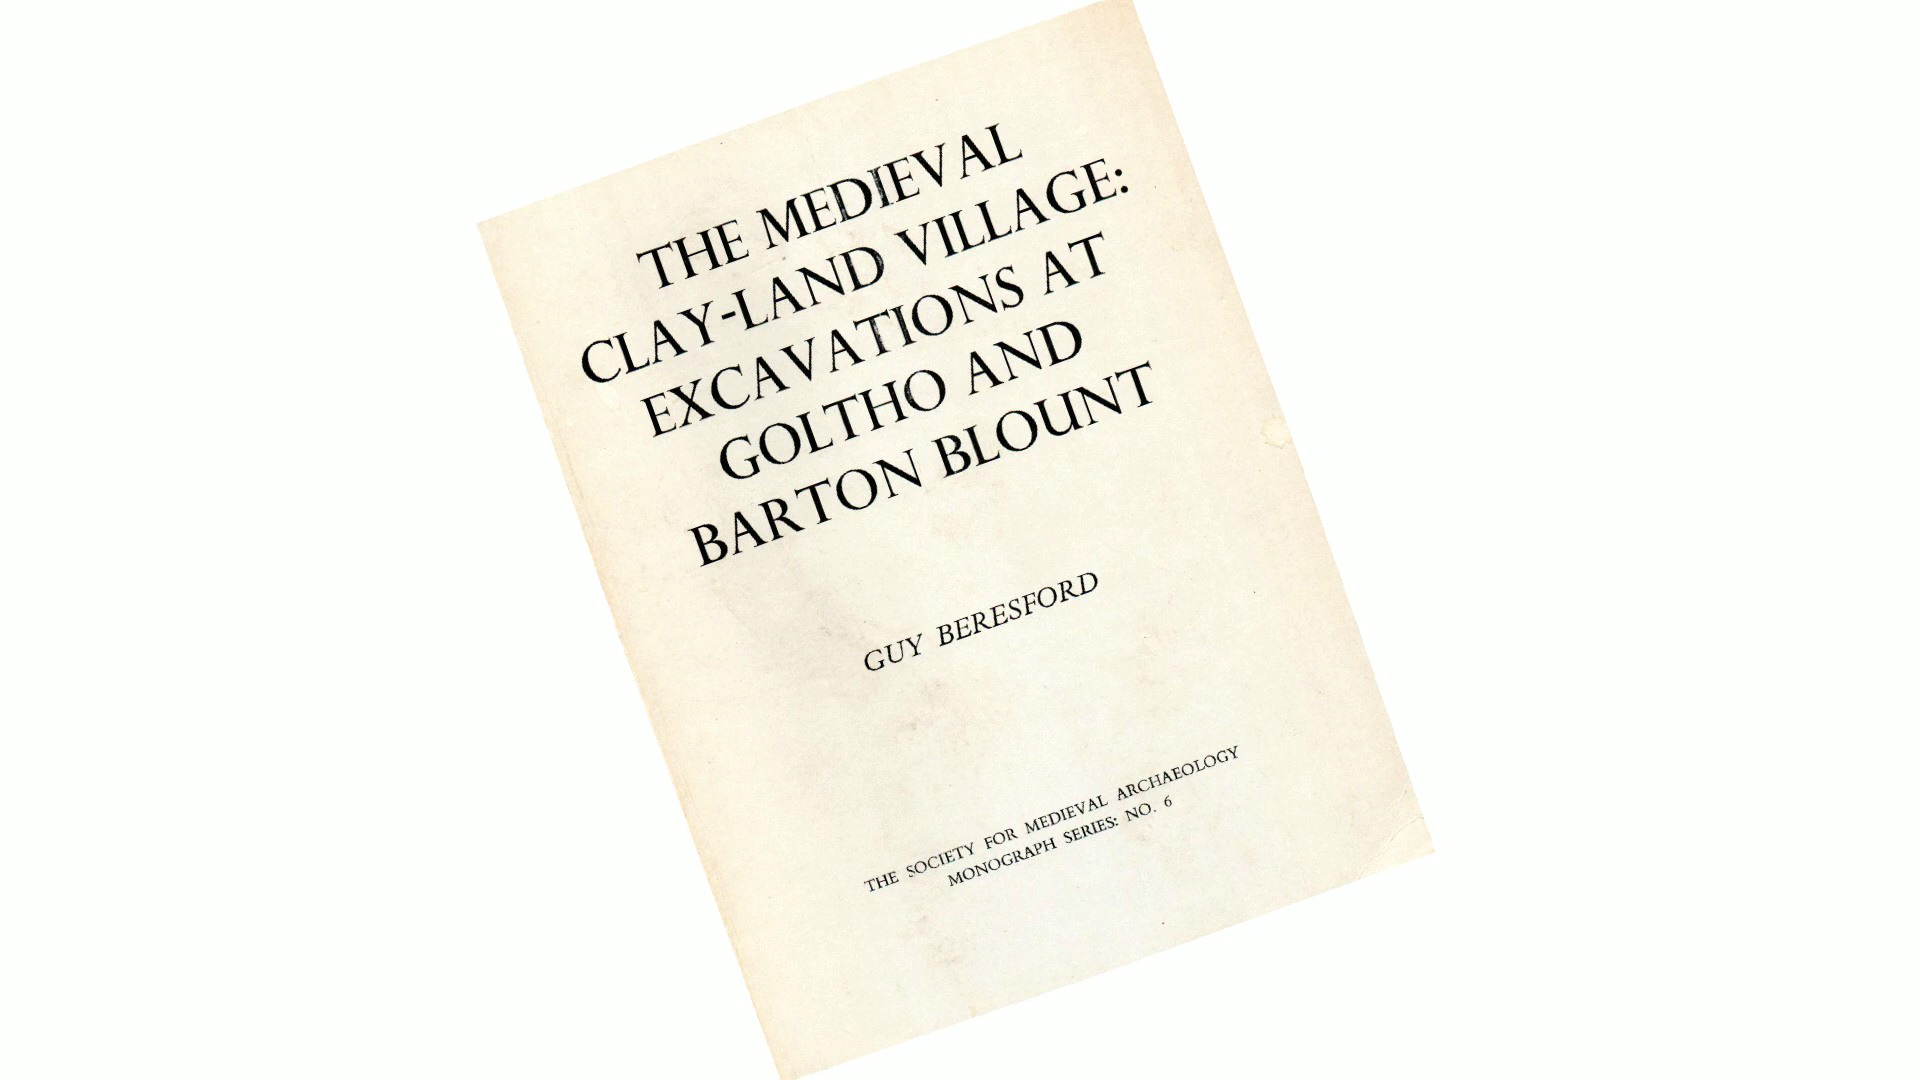 THE MEDIEVAL
CLAY-LAND VILLAGE:
EXCAVATIONS AT
GOLTHO AND
BARTON BLOUNT
GUY BERESFORD
THE SOCIETY FOR MEDIEVAL ARCHAEOLOGY
MONOGRAPH SERIES: NO. 6